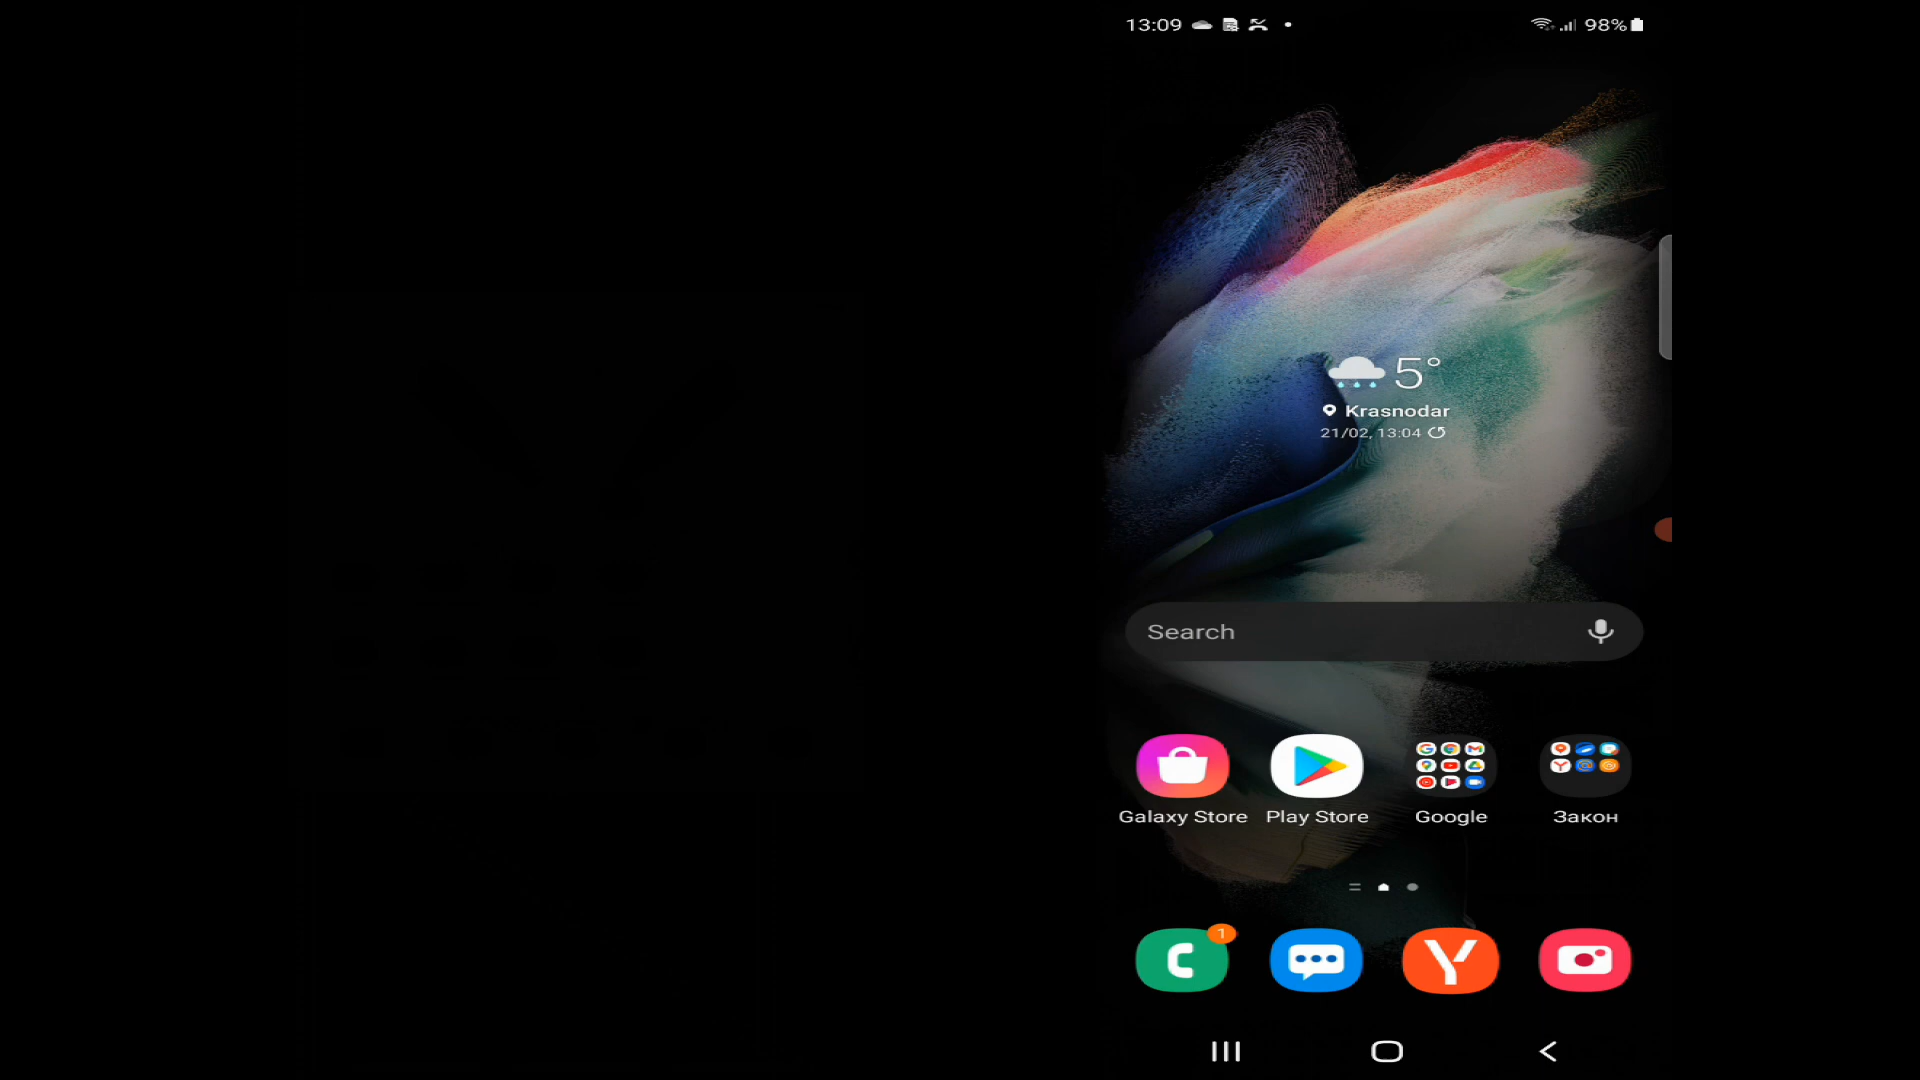 13:09
98%
5°
Krasnodar
21/02, 13:04
Search
Galaxy Store Play Store Google Закон
1